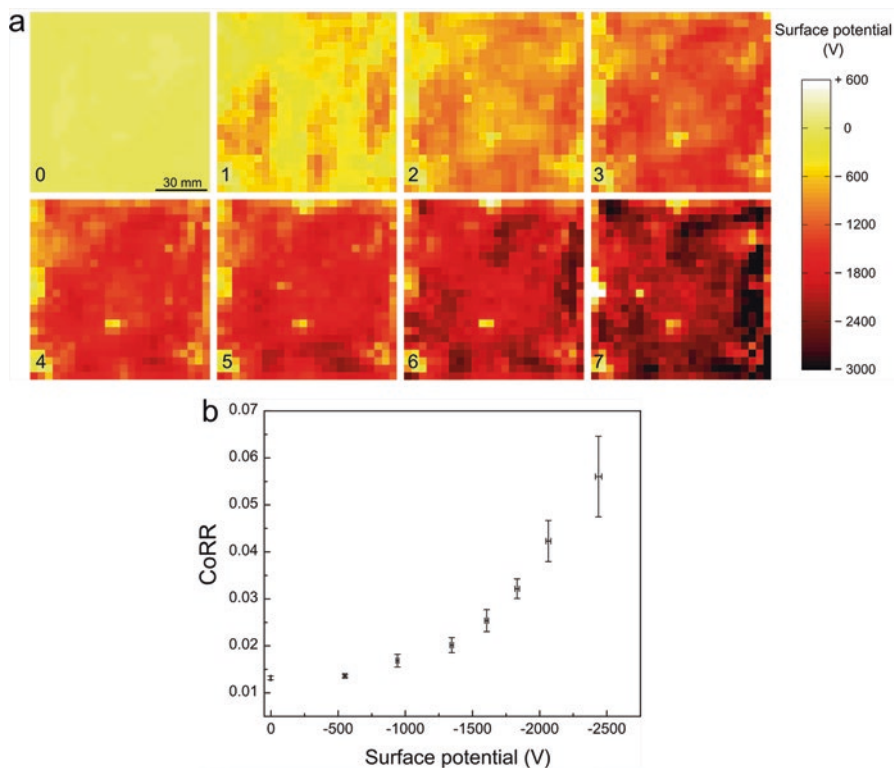 a
Surface potential
(V)
+ 600
0
− 600
− 1200
− 1800
− 2400
− 3000
0
30 mm
1
2
3
4
5
6
7
b
0.07
0.06
0.05
0.04
0.03
0.02
0.01
CoRR
0 -500 -1000 -1500 -2000 -2500
Surface potential (V)